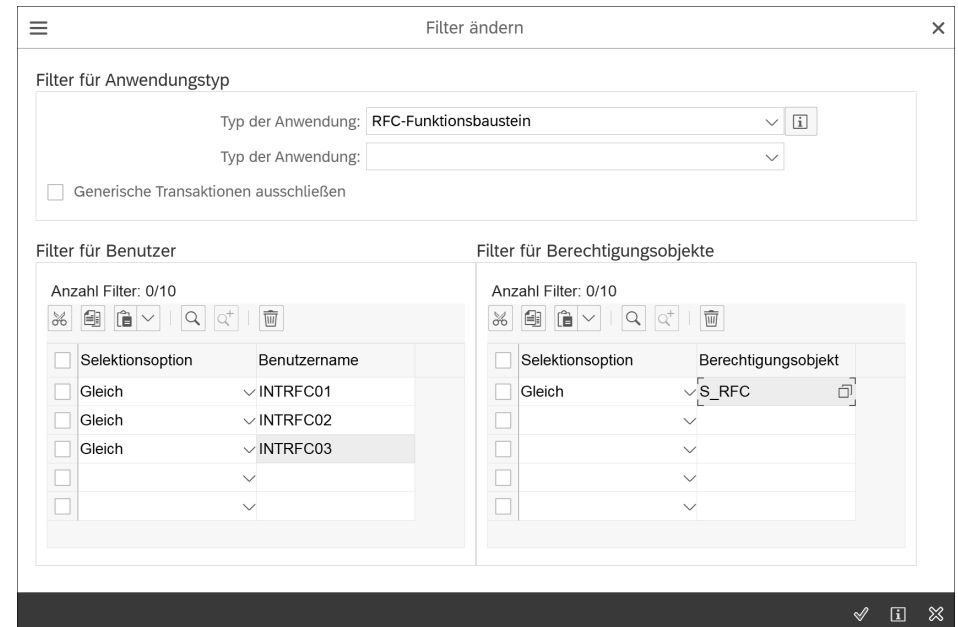 Filter ändern
Filter für Anwendungstyp
Typ der Anwendung: RFC-Funktionsbaustein
Typ der Anwendung:
Generische Transaktionen ausschließen
Filter für Benutzer
Anzahl Filter: 0/10
Selektionsoption Benutzername
Gleich INTRFC01
Gleich INTRFC02
Gleich INTRFC03
Filter für Berechtigungsobjekte
Anzahl Filter: 0/10
Selektionsoption Berechtigungsobjekt
Gleich S_RFC